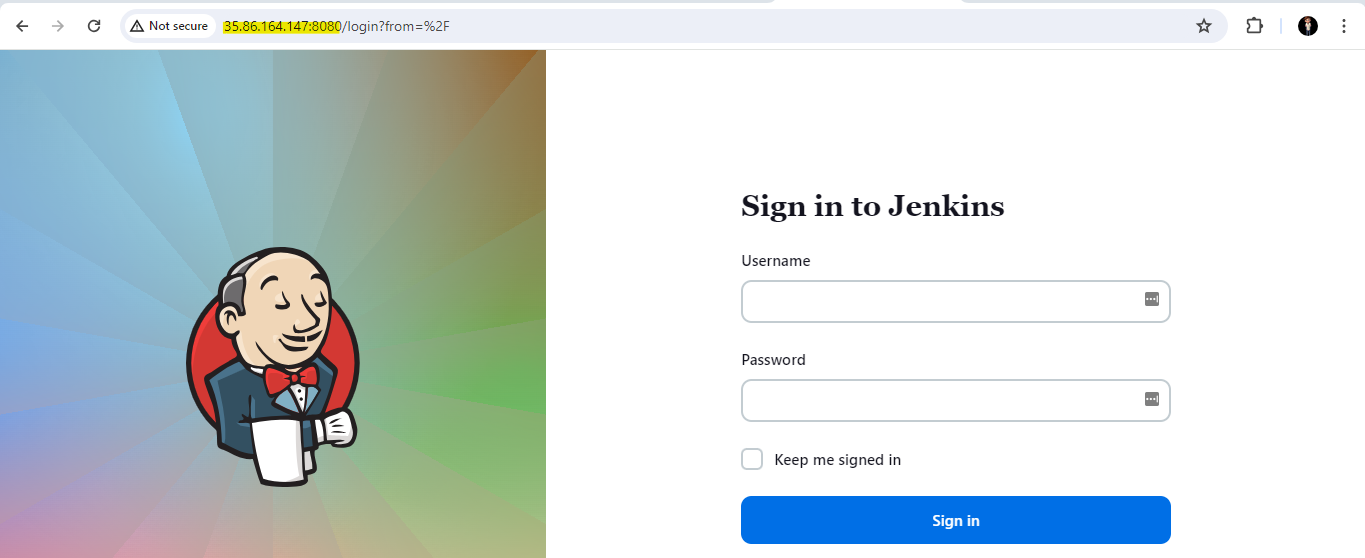 Not secure 35.86.164.147:8080/login?from=%2F
Sign in to Jenkins
Username
Password
Keep me signed in
Sign in